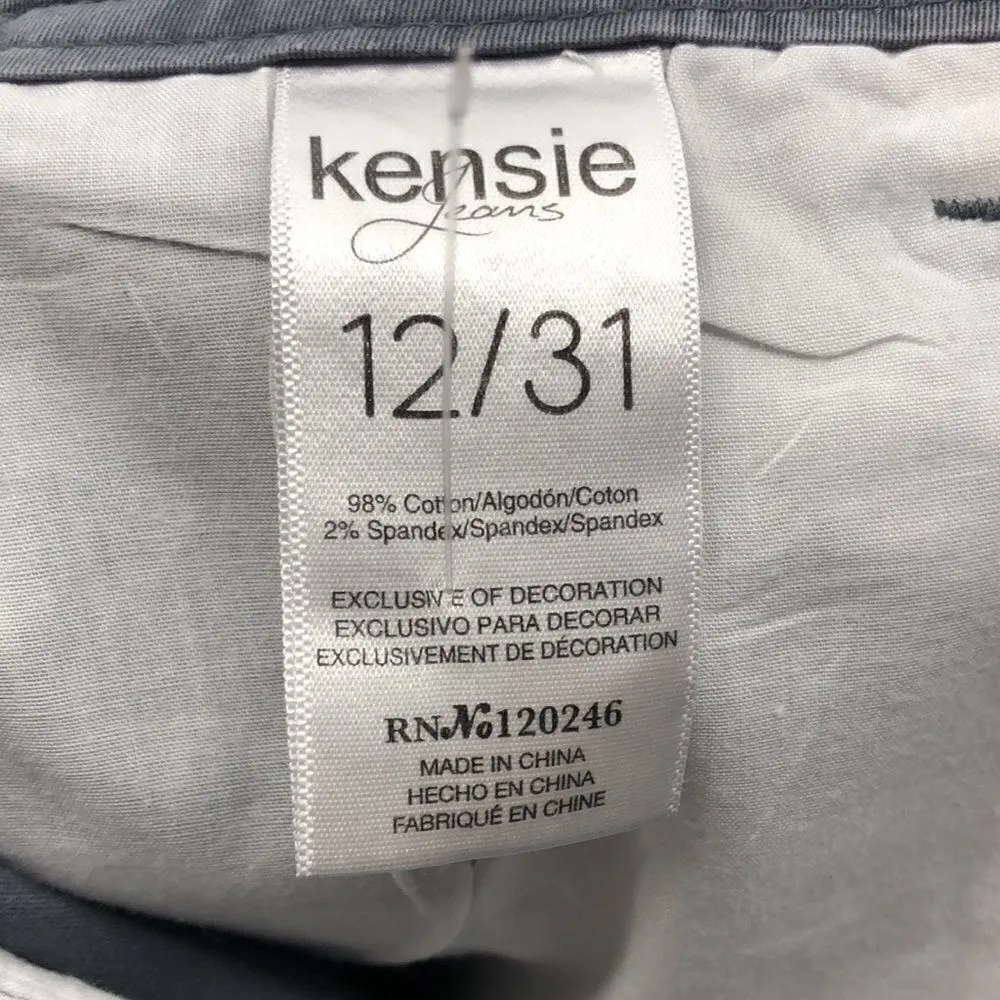 kensie
Jeans
12/31
98% Cotton/Algodón/Coton
2% Spandex/Spandex/Spandex
EXCLUSIVE OF DECORATION
EXCLUSIVO PARA DECORAR
EXCLUSIVEMENT DE DÉCORATION
RN No 120246
MADE IN CHINA
HECHO EN CHINA
FABRIQUÉ EN CHINE